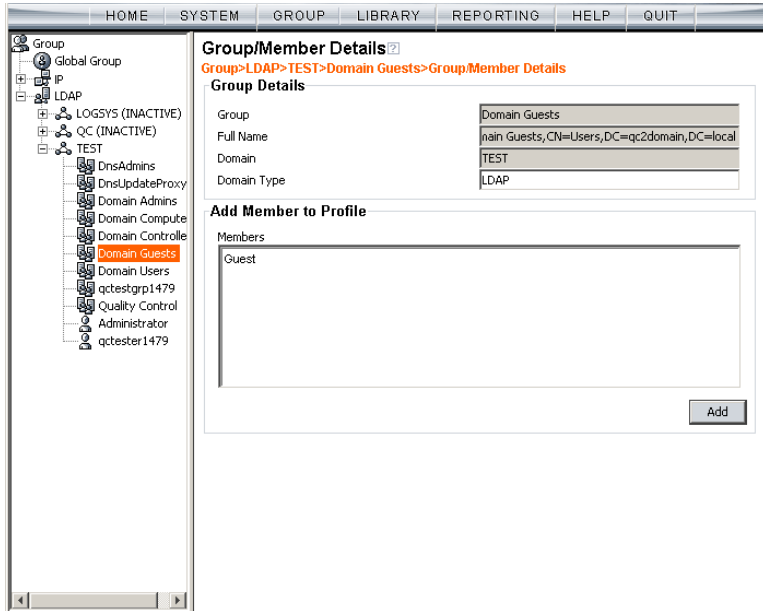 HOME SYSTEM GROUP LIBRARY REPORTING HELP QUIT
Group
Global Group
IP
LDAP
LOGSYS (INACTIVE)
QC (INACTIVE)
TEST
DnsAdmins
DnsUpdateProxy
Domain Admins
Domain Compute
Domain Controlle
Domain Guests
Domain Users
qctestgrp1479
Quality Control
Administrator
qctester1479
Group/Member Details?
Group>LDAP>TEST>Domain Guests>Group/Member Details
Group Details
Group Domain Guests
Full Name nain Guests,CN=Users,DC=qc2domain,DC=local
Domain TEST
Domain Type LDAP
Add Member to Profile
Members
Guest
Add